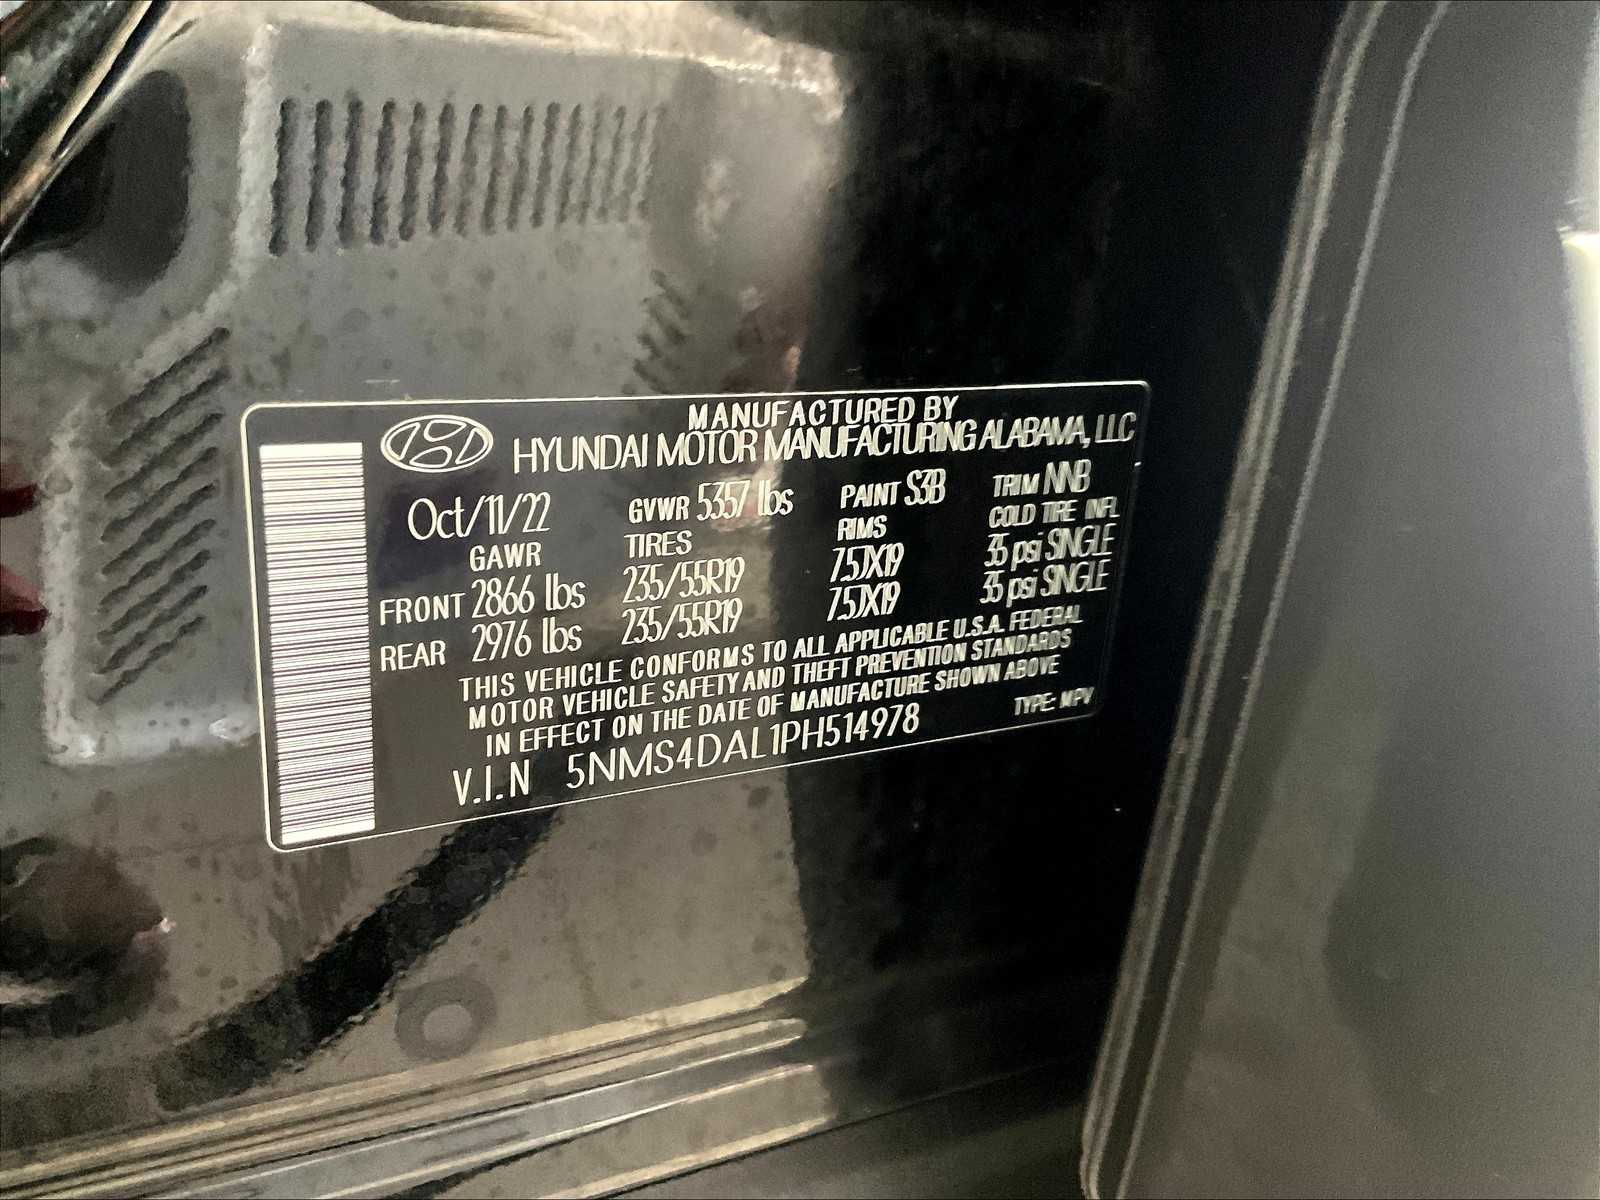 MANUFACTURED BY
HYUNDAI MOTOR MANUFACTURING ALABAMA, LLC
Oct/11/22 GVWR 5357 lbs PAINT S3B TRIM NNB
GAWR TIRES RIMS COLD TIRE INFL
FRONT 2866 lbs 235/55R19 7.5JX19 35 psi SINGLE
REAR 2976 lbs 235/55R19 7.5JX19 35 psi SINGLE
THIS VEHICLE CONFORMS TO ALL APPLICABLE U.S.A. FEDERAL
MOTOR VEHICLE SAFETY AND THEFT PREVENTION STANDARDS
IN EFFECT ON THE DATE OF MANUFACTURE SHOWN ABOVE
V.I.N 5NMS4DAL1PH514978 TYPE: MPV